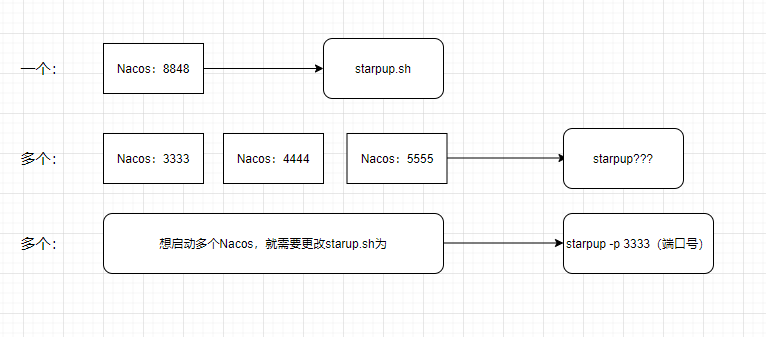 一个： Nacos：8848 starpup.sh
多个： Nacos：3333 Nacos：4444 Nacos：5555 starpup???
多个： 想启动多个Nacos，就需要更改starup.sh为 starpup -p 3333（端口号）